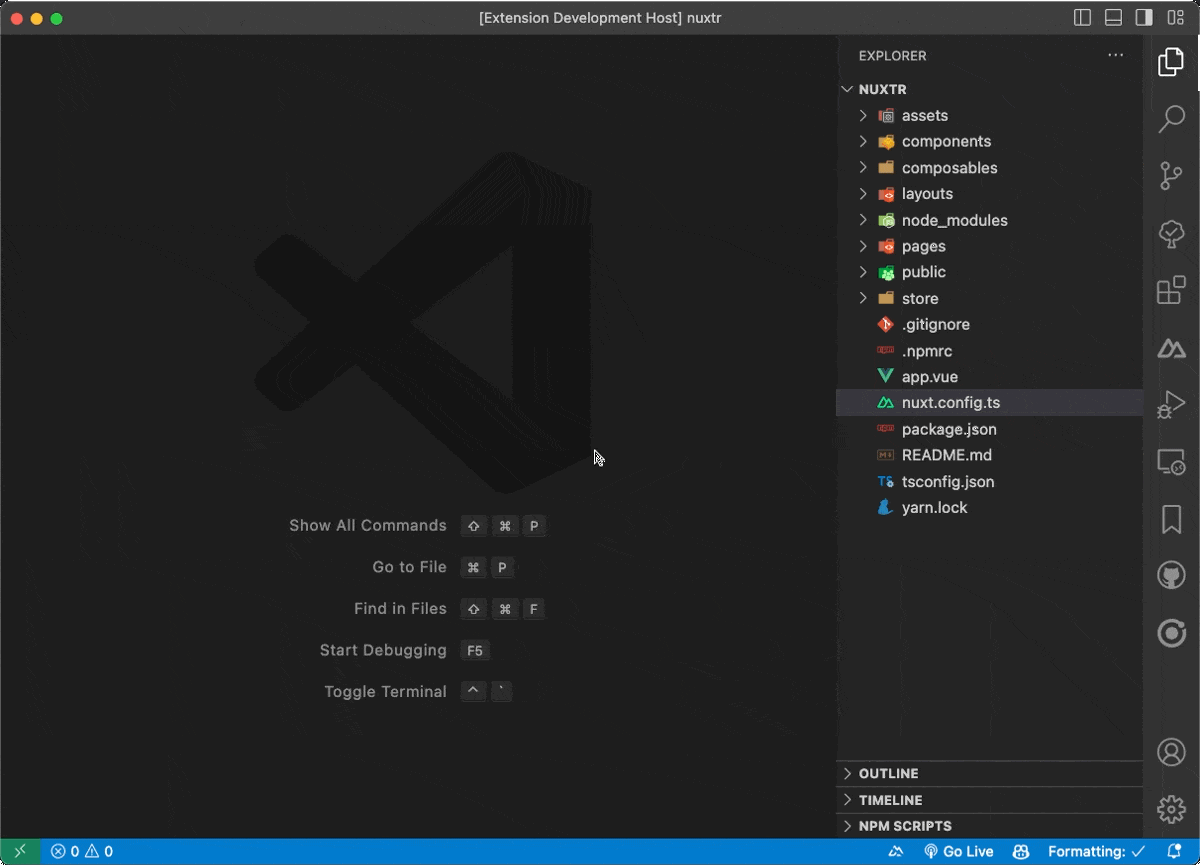 [Extension Development Host] nuxtr
EXPLORER
NUXTR
assets
components
composables
layouts
node_modules
pages
public
store
.gitignore
.npmrc
app.vue
nuxt.config.ts
package.json
README.md
TS tsconfig.json
yarn.lock
Show All Commands ⇧ ⌘ P
Go to File ⌘ P
Find in Files ⇧ ⌘ F
Start Debugging F5
Toggle Terminal ^ `
OUTLINE
TIMELINE
NPM SCRIPTS
0 0 Go Live Formatting: ✓